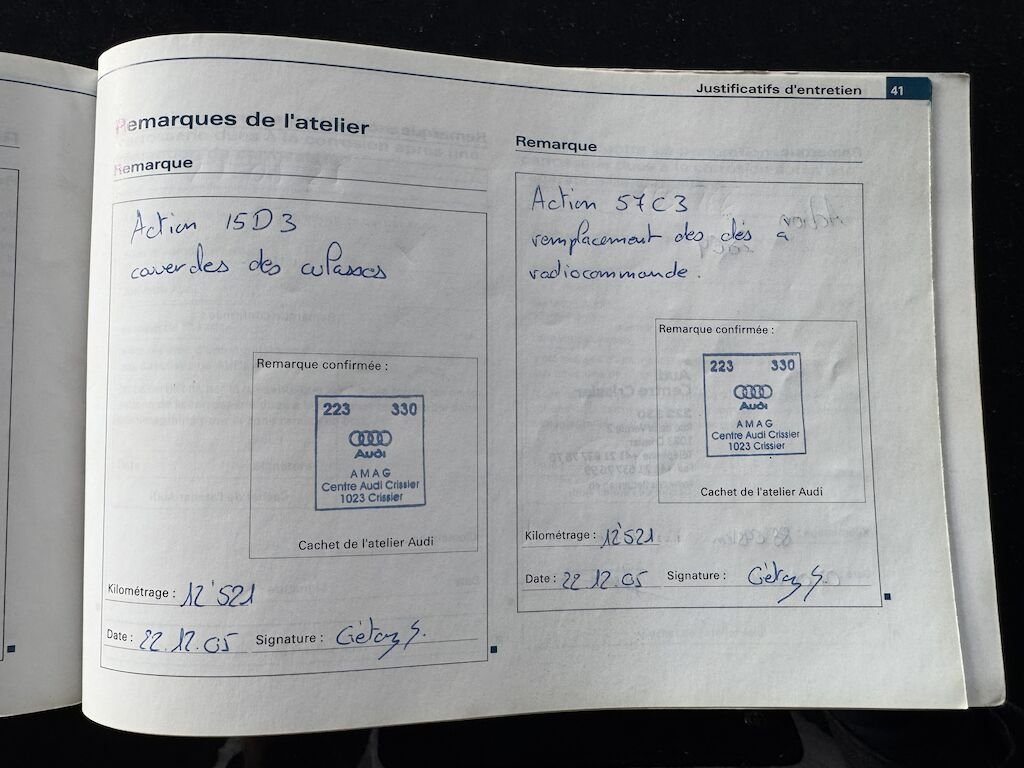 Justificatifs d'entretien 41
Remarques de l'atelier
Remarque
Action 15D3
couvercles des culasses
Remarque confirmée :
223 330
Audi
AMAG
Centre Audi Crissier
1023 Crissier
Cachet de l'atelier Audi
Kilométrage : 12'521
Date : 22.12.05 Signature : Gétaz S.
Remarque
Action 57C3
remplacement des clés a
radiocommande.
Remarque confirmée :
223 330
Audi
AMAG
Centre Audi Crissier
1023 Crissier
Cachet de l'atelier Audi
Kilométrage : 12'521
Date : 22.12.05 Signature : Gétaz S.